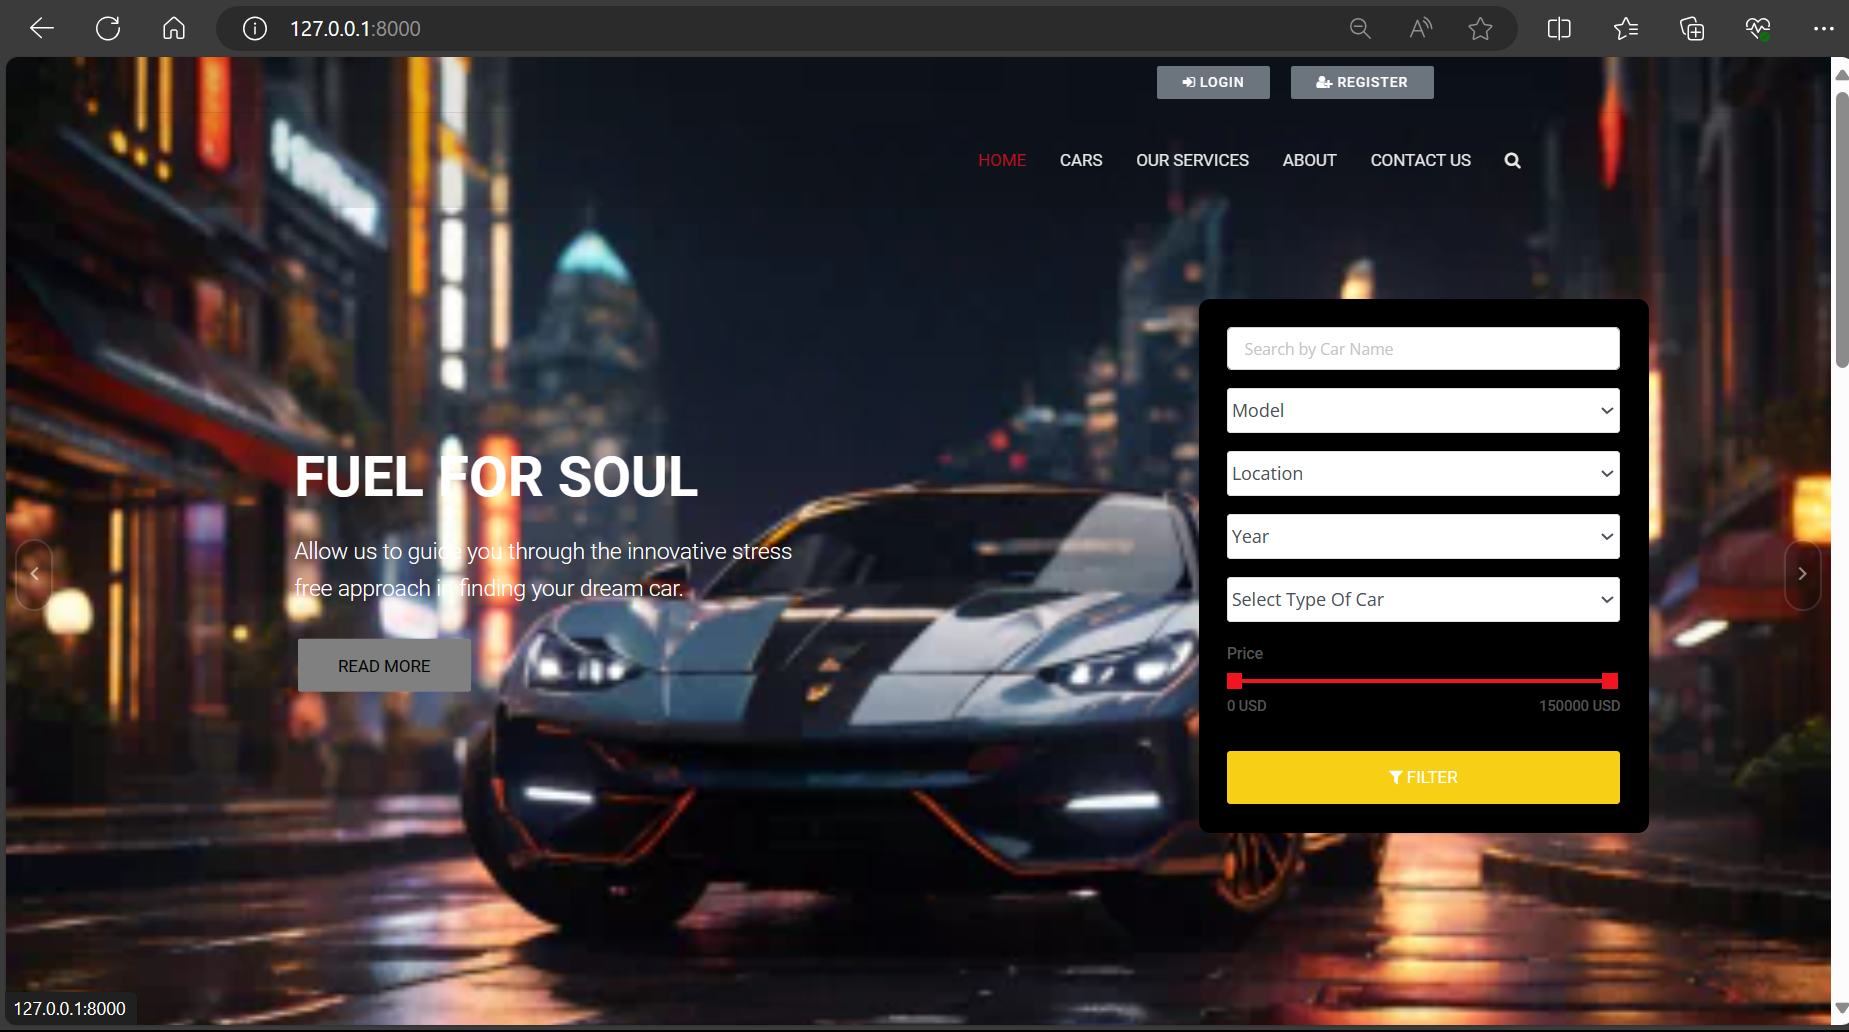 127.0.0.1:8000
LOGIN
REGISTER
HOME
CARS
OUR SERVICES
ABOUT
CONTACT US
FUEL FOR SOUL
Allow us to guide you through the innovative stress
free approach in finding your dream car.
READ MORE
Search by Car Name
Model
Location
Year
Select Type Of Car
Price
0 USD
150000 USD
FILTER
127.0.0.1:8000